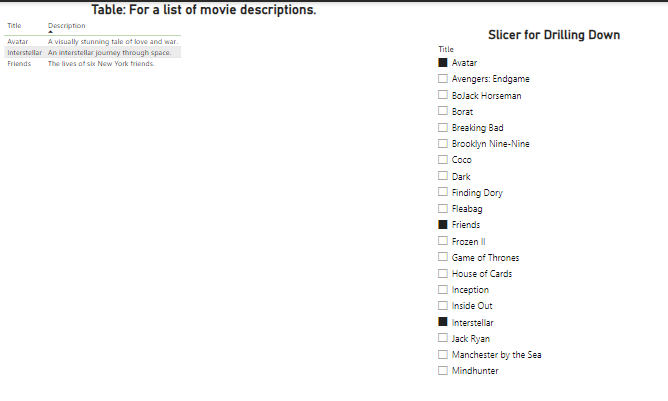 Table: For a list of movie descriptions.
Title Description
Avatar A visually stunning tale of love and war.
Interstellar An interstellar journey through space.
Friends The lives of six New York friends.
Slicer for Drilling Down
Title
Avatar
Avengers: Endgame
BoJack Horseman
Borat
Breaking Bad
Brooklyn Nine-Nine
Coco
Dark
Finding Dory
Fleabag
Friends
Frozen II
Game of Thrones
House of Cards
Inception
Inside Out
Interstellar
Jack Ryan
Manchester by the Sea
Mindhunter